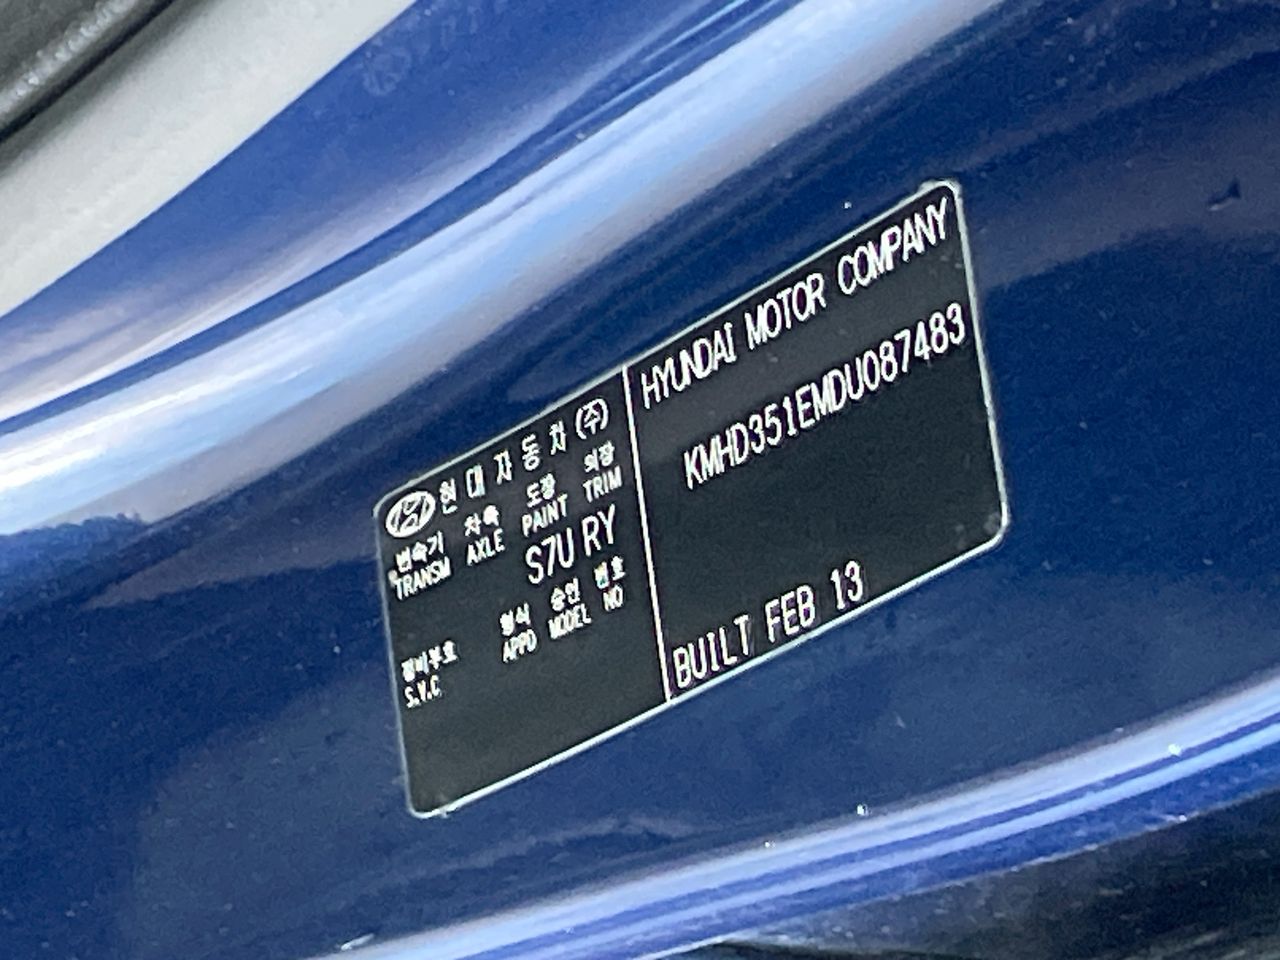 현대자동차(주)
변속기 차축 도장 의장
TRANSM AXLE PAINT TRIM
S7U RY
형식 승인 번호
APPD MODEL NO
정비부호
S.V.C
HYUNDAI MOTOR COMPANY
KMHD351EMDU087483
BUILT FEB 13